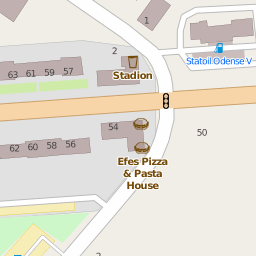 1
2
Statoil Odense V
63 61 59 57
Stadion
54
50
62 60 58 56
Efes Pizza
& Pasta
House